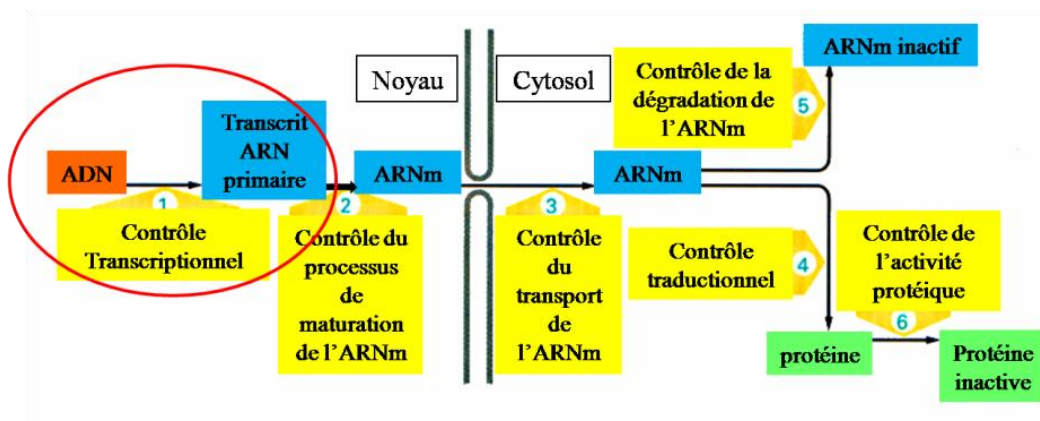 ADN
1
Contrôle
Transcriptionnel
Transcrit
ARN
primaire
2
Contrôle du
processus
de
maturation
de l'ARNm
ARNm
Noyau
Cytosol
3
Contrôle
du
transport
de
l'ARNm
ARNm
Contrôle de la
dégradation de
l'ARNm
5
ARNm inactif
Contrôle
traductionnel
4
Contrôle de
l'activité
protéique
6
protéine
Protéine
inactive